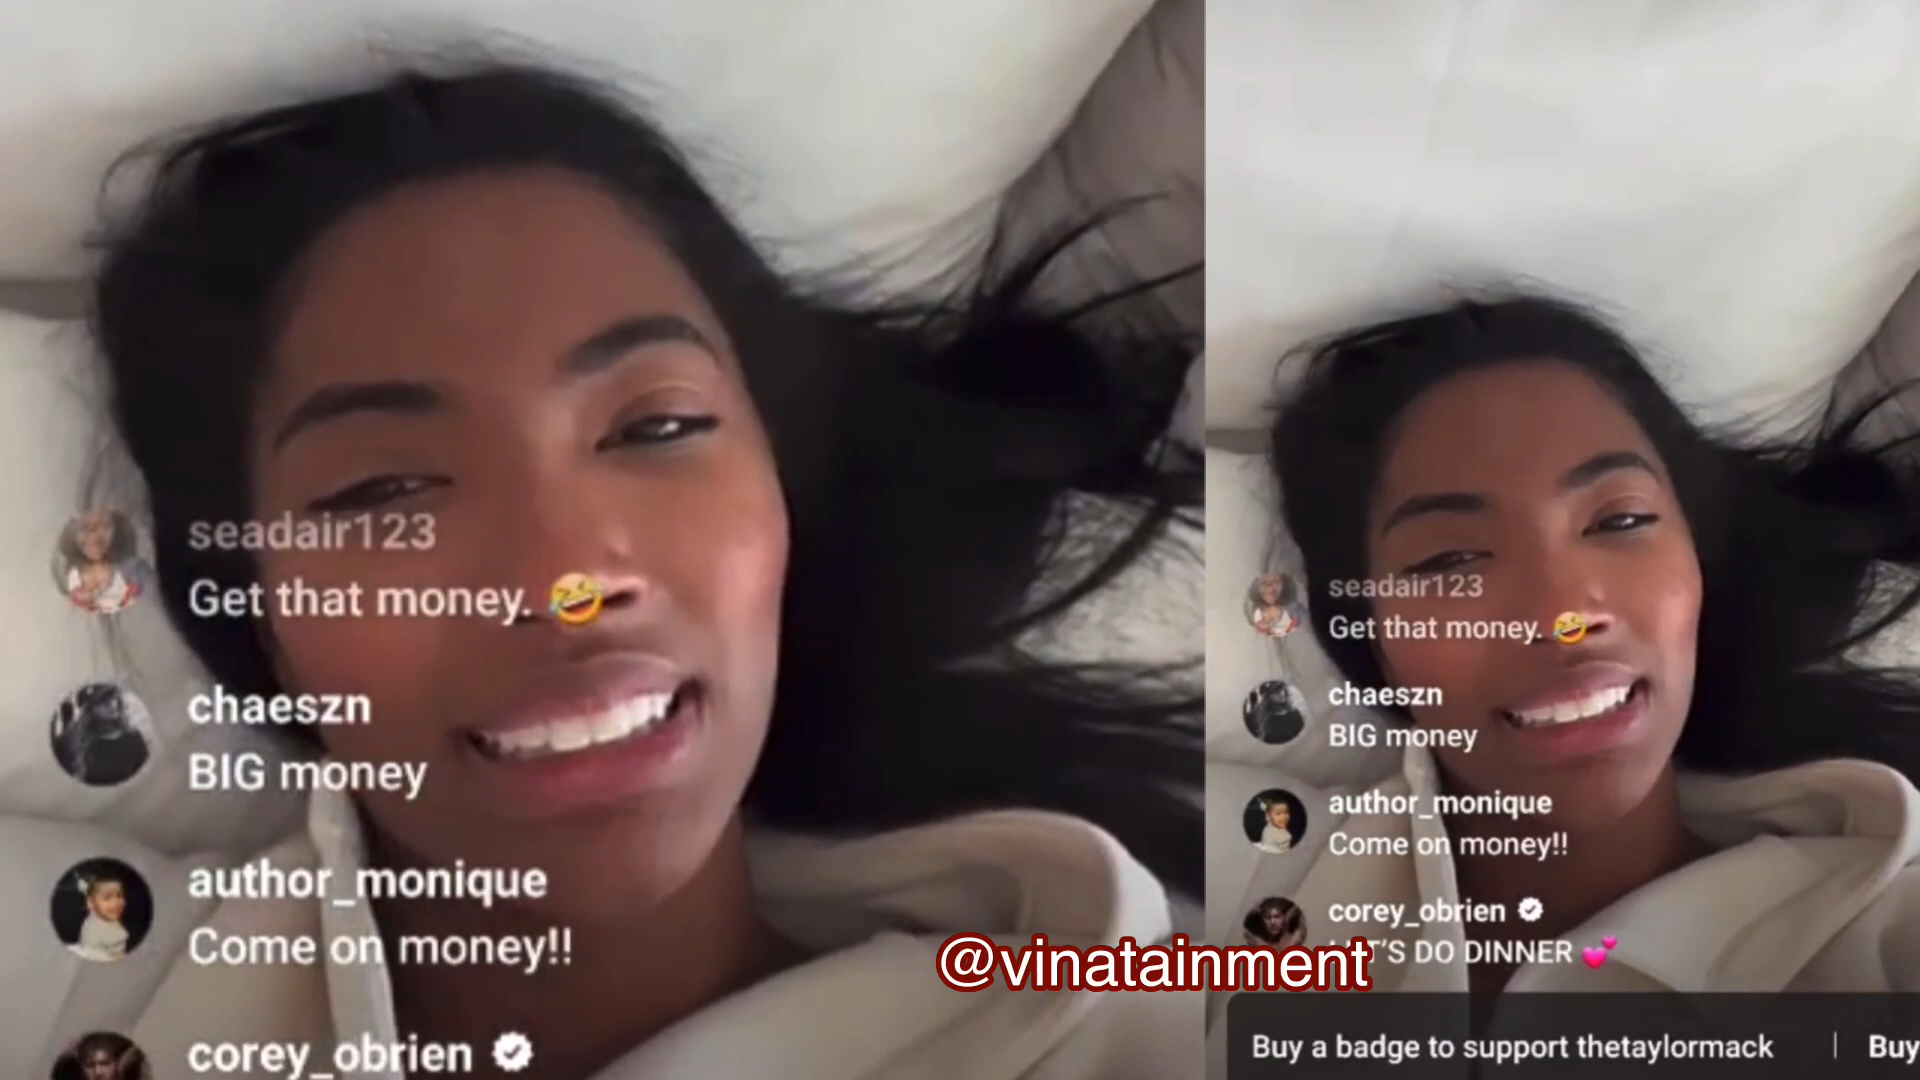 seadair123
Get that money. 🤣
chaeszn
BIG money
author_monique
Come on money!!
corey_obrien
seadair123
Get that money. 🤣
chaeszn
BIG money
author_monique
Come on money!!
corey_obrien
'S DO DINNER 💕
@vinatainment
Buy a badge to support thetaylormack | Buy